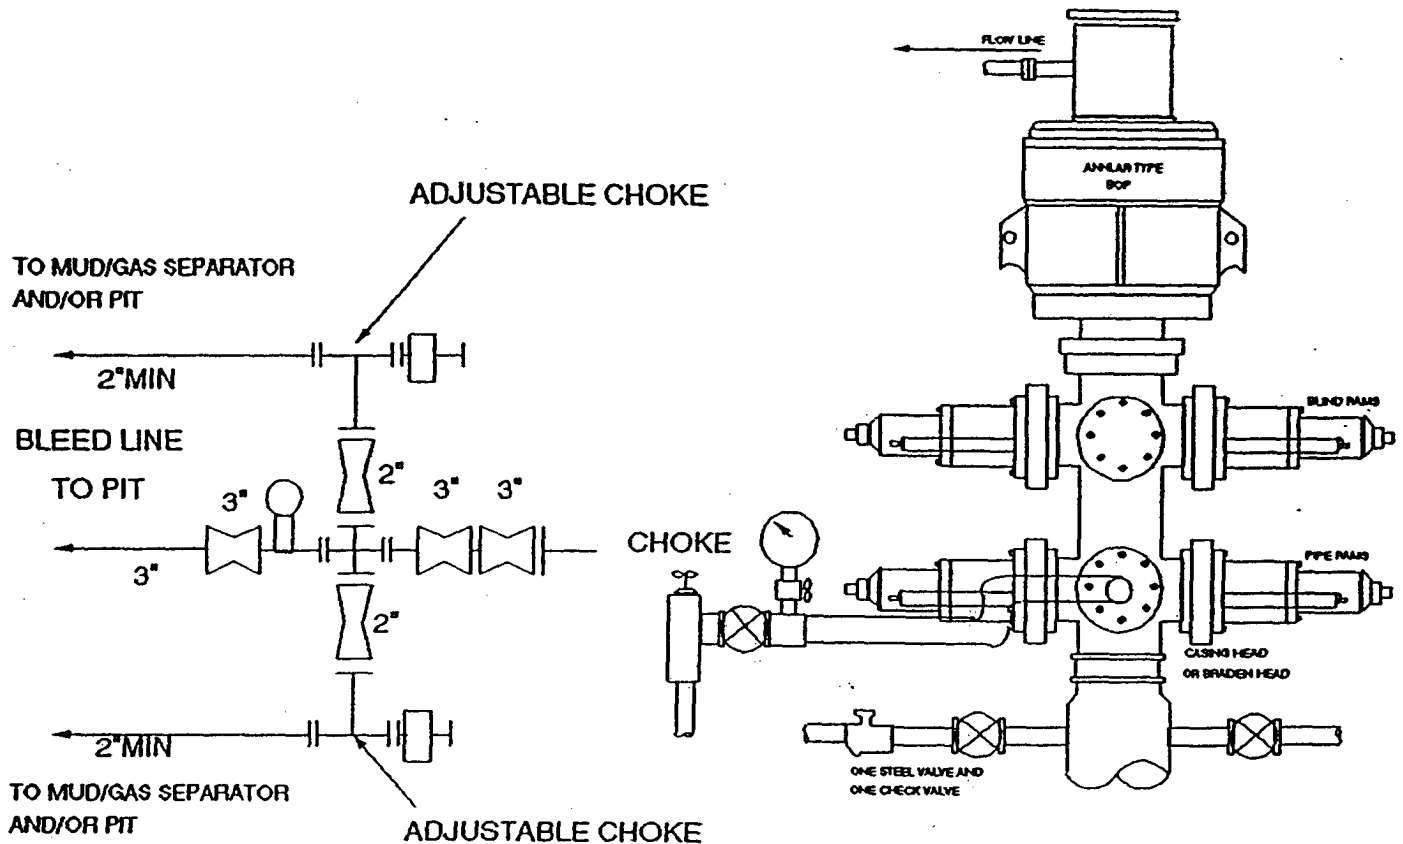 FLOW LINE
ANNLAR TYPE
BOP
ADJUSTABLE CHOKE
TO MUD/GAS SEPARATOR
AND/OR PIT
2"MIN
BLIND RAMS
BLEED LINE
TO PIT
2"
3"
3"
3"
3"
CHOKE
PIPE RAMS
2"
CASING HEAD
OR BRADEN HEAD
2"MIN
ONE STEEL VALVE AND
ONE CHECK VALVE
TO MUD/GAS SEPARATOR
AND/OR PIT
ADJUSTABLE CHOKE